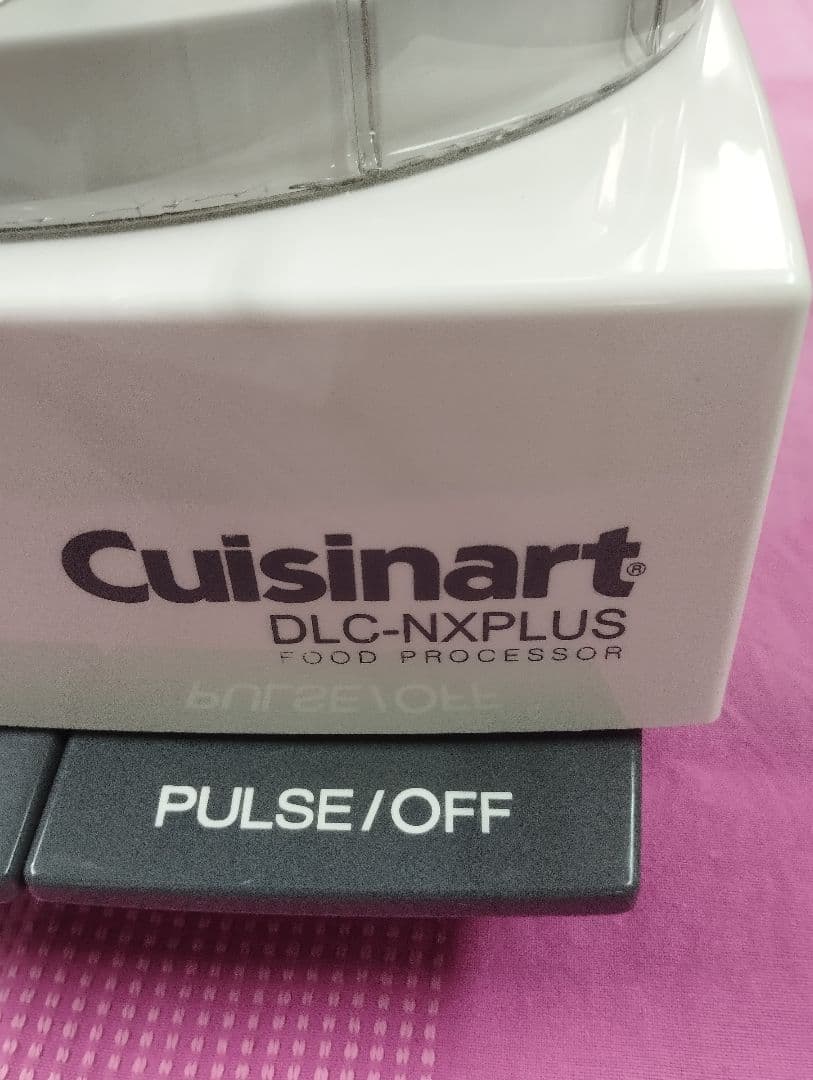 Cuisinart®
DLC-NXPLUS
FOOD PROCESSOR
PULSE/OFF